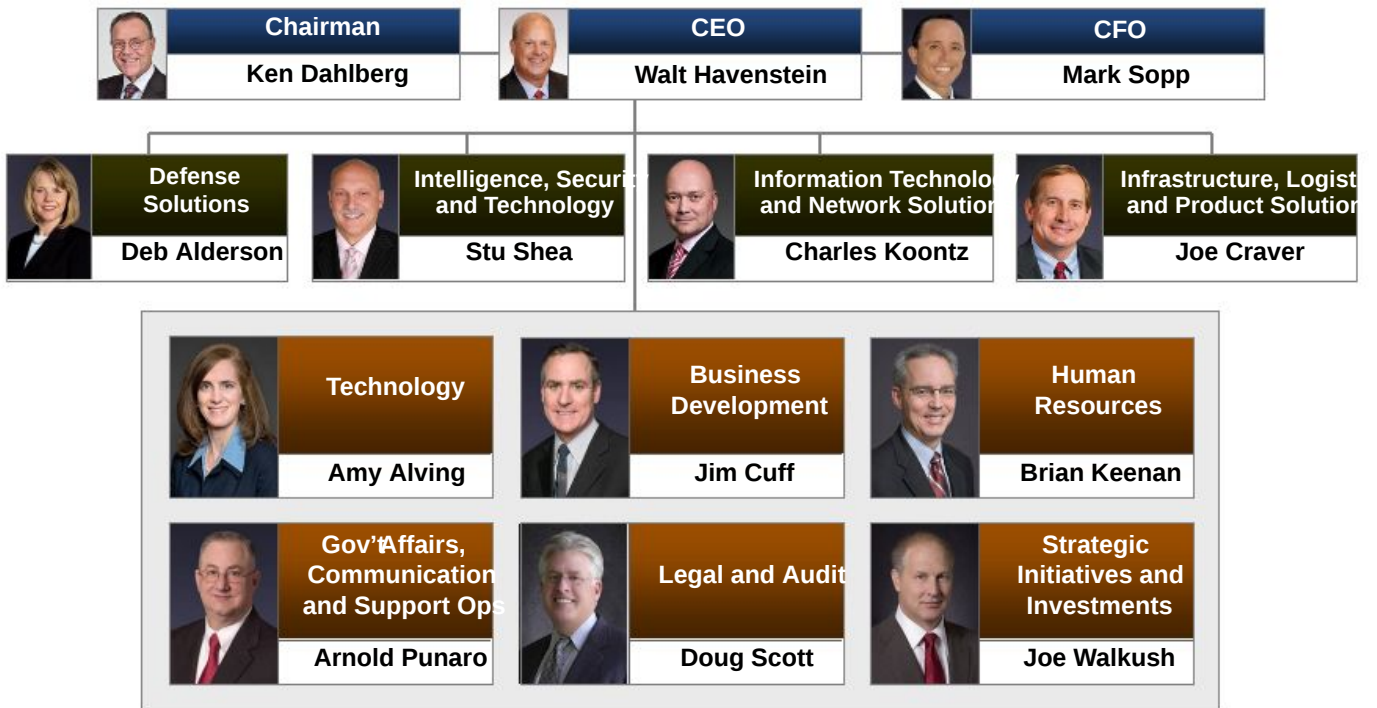 Chairman
Ken Dahlberg
CEO
Walt Havenstein
CFO
Mark Sopp
Defense
Solutions
Deb Alderson
Intelligence, Securit
and Technology
Stu Shea
Information Technolo
and Network Solution
Charles Koontz
Infrastructure, Logist
and Product Solution
Joe Craver
Technology
Amy Alving
Business
Development
Jim Cuff
Human
Resources
Brian Keenan
Gov't Affairs,
Communication
and Support Ops
Arnold Punaro
Legal and Audit
Doug Scott
Strategic
Initiatives and
Investments
Joe Walkush